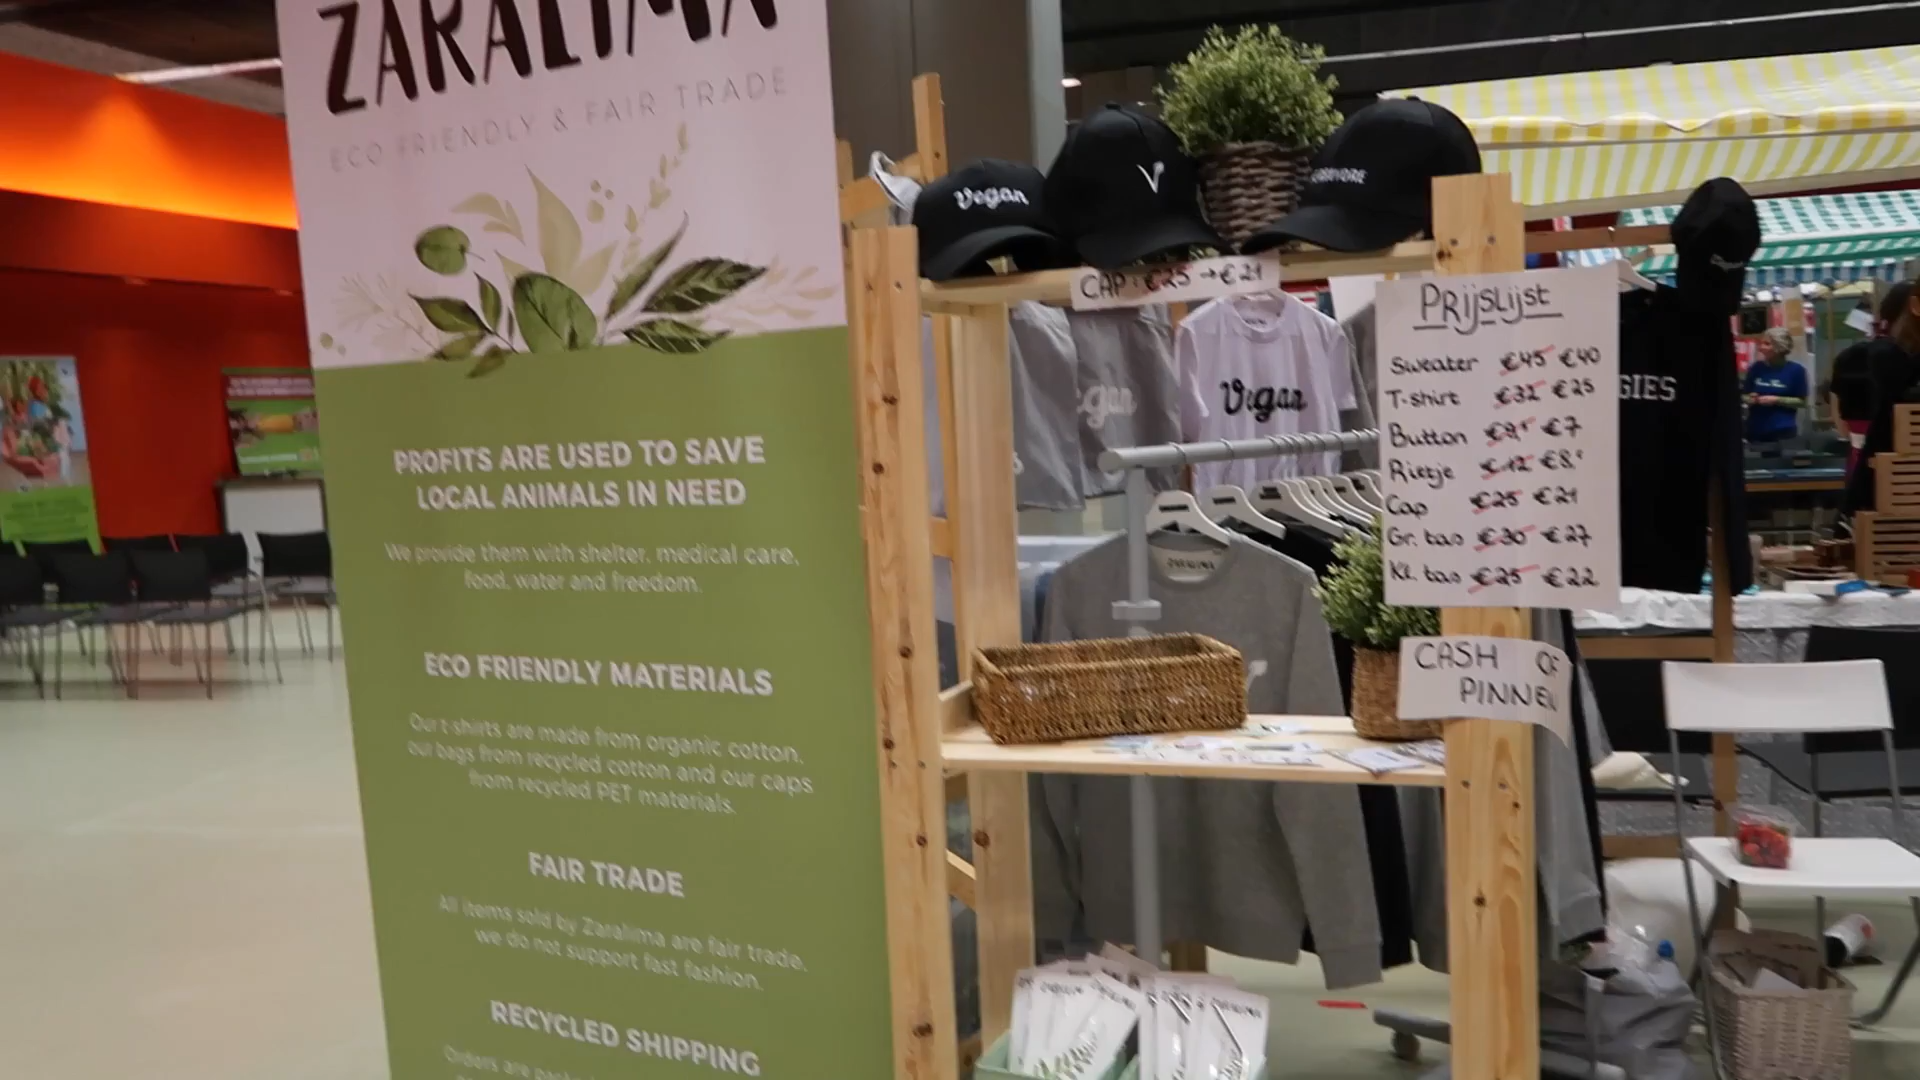 ZARALIMA
ECO FRIENDLY & FAIR TRADE
PROFITS ARE USED TO SAVE
LOCAL ANIMALS IN NEED
We provide them with shelter, medical care,
food, water and freedom.
ECO FRIENDLY MATERIALS
Our t-shirts are made from organic cotton,
our bags from recycled cotton and our caps
from recycled PET materials.
FAIR TRADE
All items sold by Zaralima are fair trade,
we do not support fast fashion.
RECYCLED SHIPPING
Orders are
Vegan
V
CAP: €25 → €21
Vegan
PRijsLijst
Sweater €45 €40
T-shirt €32 €25
Button €9,- €7
Rietje €12 €8,-
Cap €25 €21
Gr. tas €30 €27
Kl. tas €25 €22
CASH OF
PINNEN
GIES